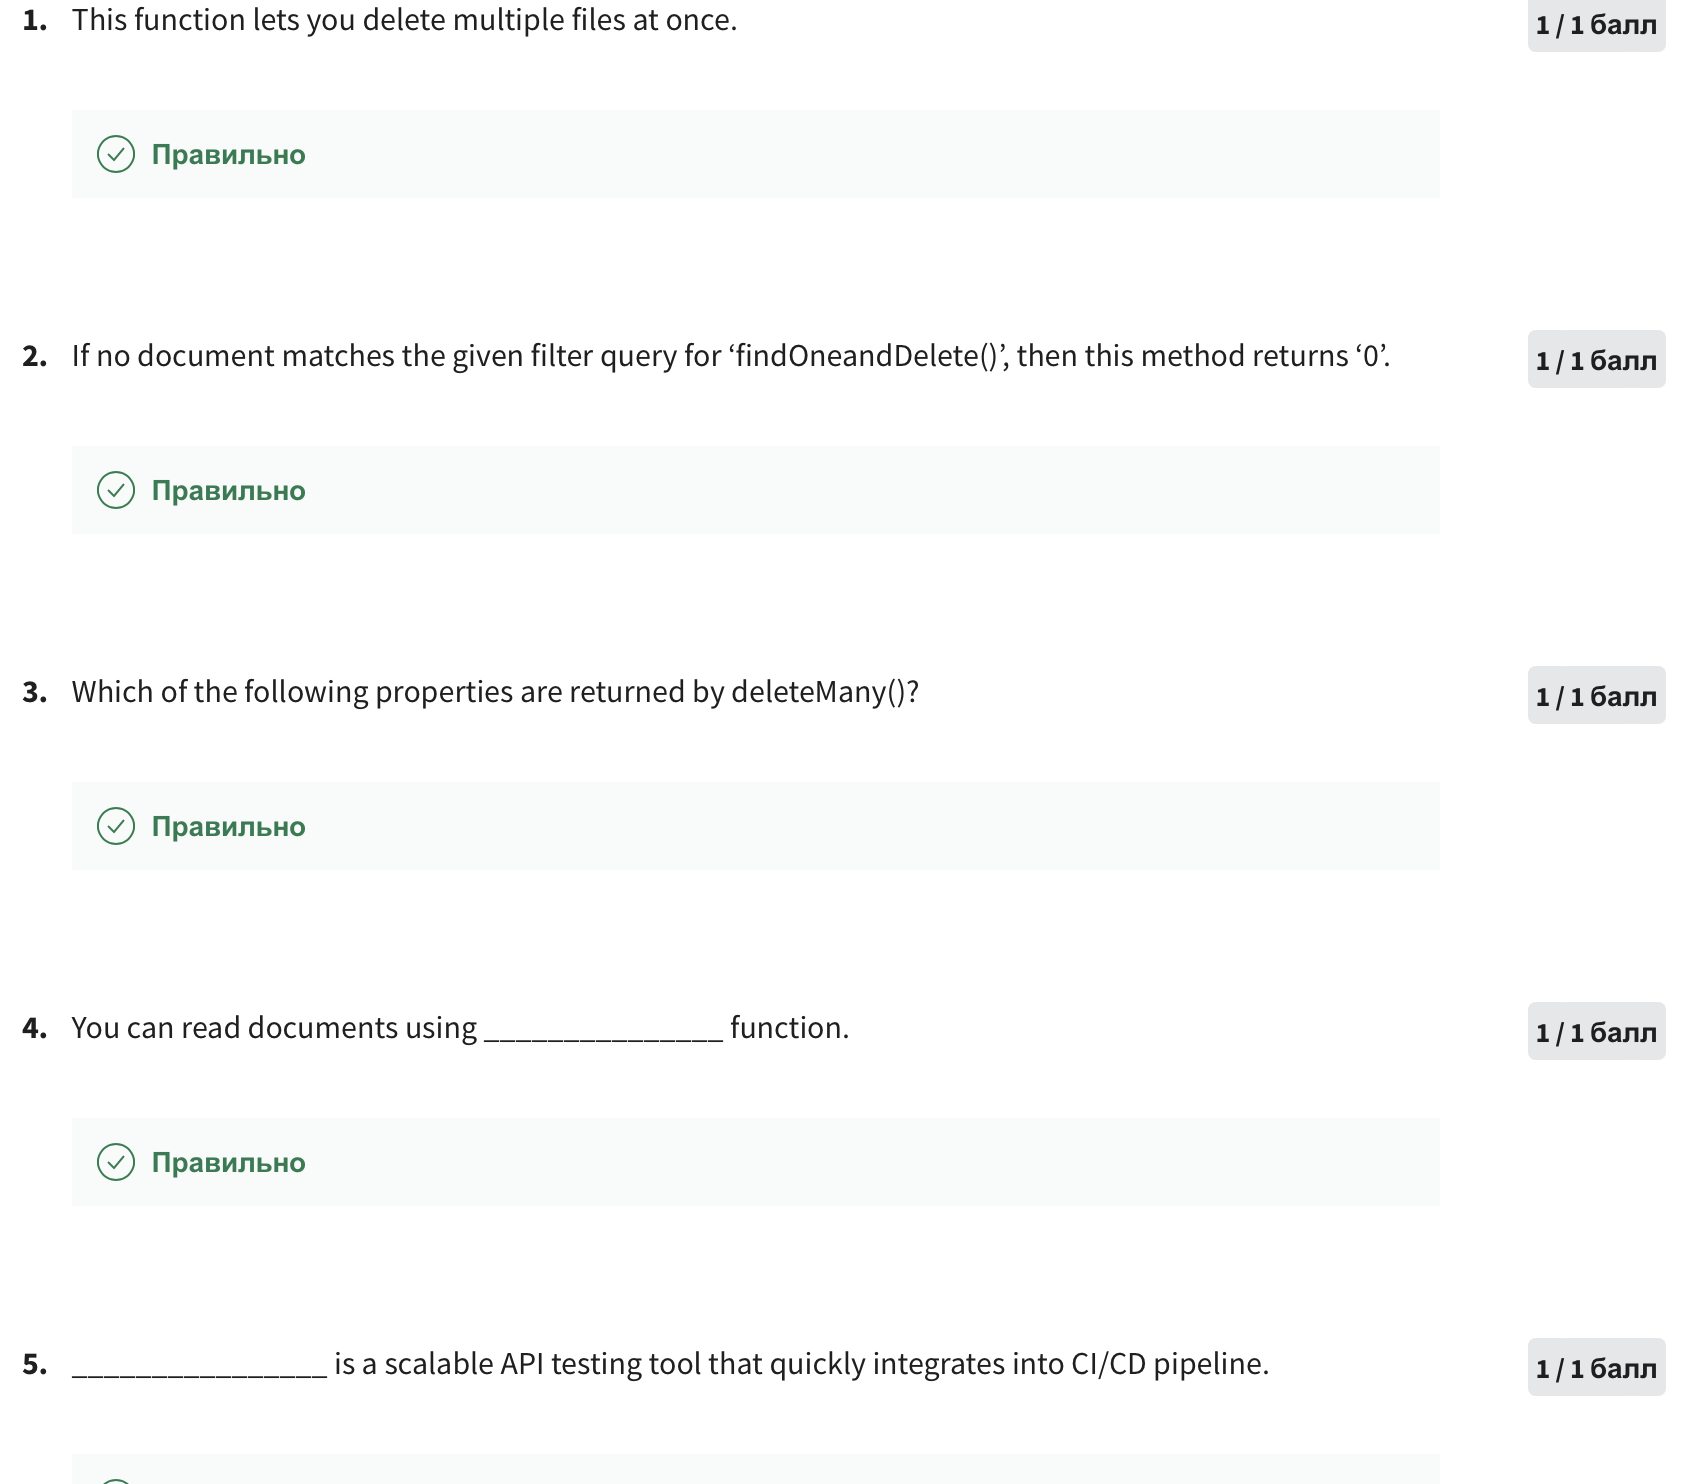 1. This function lets you delete multiple files at once. 1 / 1 балл
Правильно
2. If no document matches the given filter query for ‘findOneandDelete()’, then this method returns ‘0’. 1 / 1 балл
Правильно
3. Which of the following properties are returned by deleteMany()? 1 / 1 балл
Правильно
4. You can read documents using _______________ function. 1 / 1 балл
Правильно
5. ________________ is a scalable API testing tool that quickly integrates into CI/CD pipeline. 1 / 1 балл